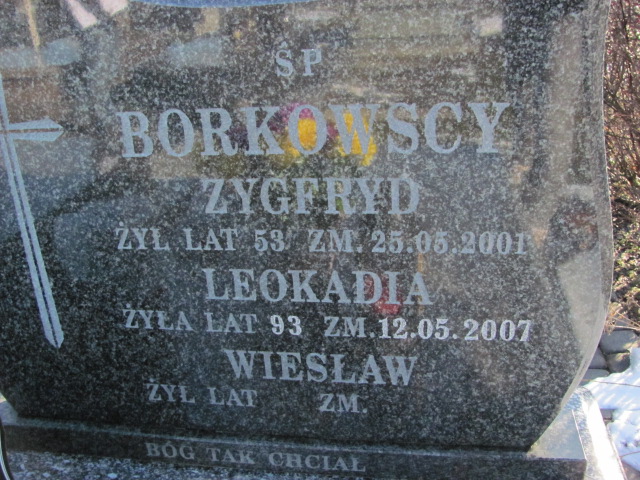 ŚP
BORKOWSCY
ZYGFRYD
ŻYŁ LAT 53 ZM. 25.05.2001
LEOKADIA
ŻYŁA LAT 93 ZM.12.05.2007
WIESŁAW
ŻYŁ LAT ZM.
BÓG TAK CHCIAŁ